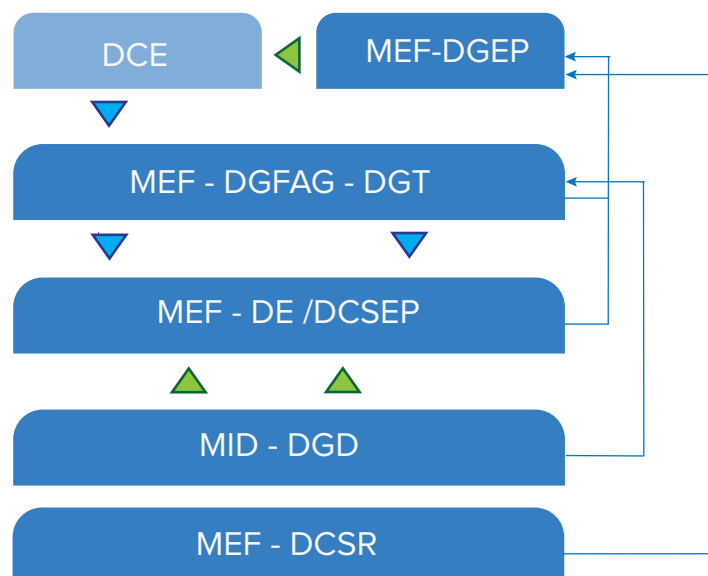 DCE
MEF-DGEP
MEF - DGFAG - DGT
MEF - DE /DCSEP
MID - DGD
MEF - DCSR